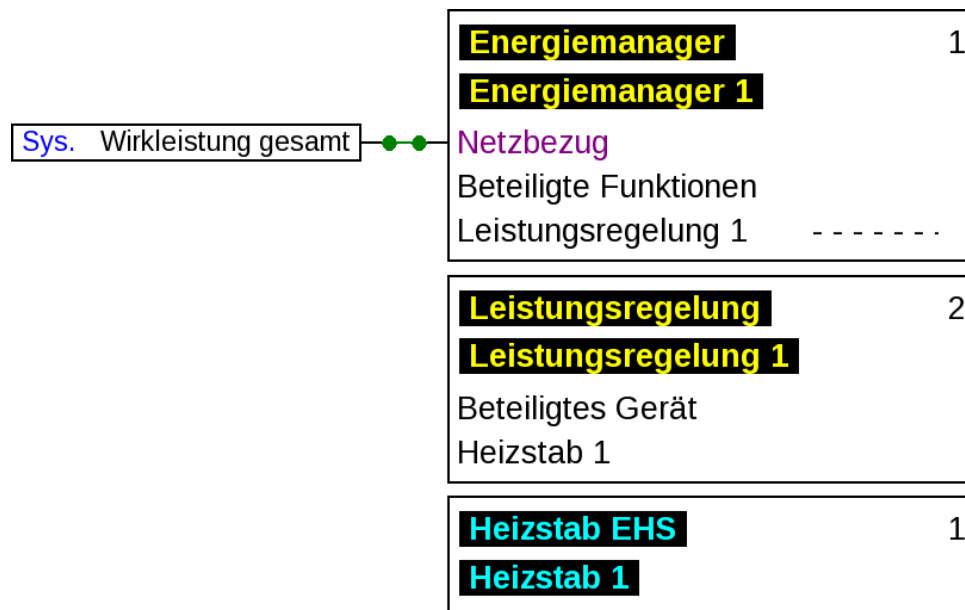 Energiemanager 1
Energiemanager 1
Sys. Wirkleistung gesamt Netzbezug
Beteiligte Funktionen
Leistungsregelung 1 - - - - - - -
Leistungsregelung 2
Leistungsregelung 1
Beteiligtes Gerät
Heizstab 1
Heizstab EHS 1
Heizstab 1